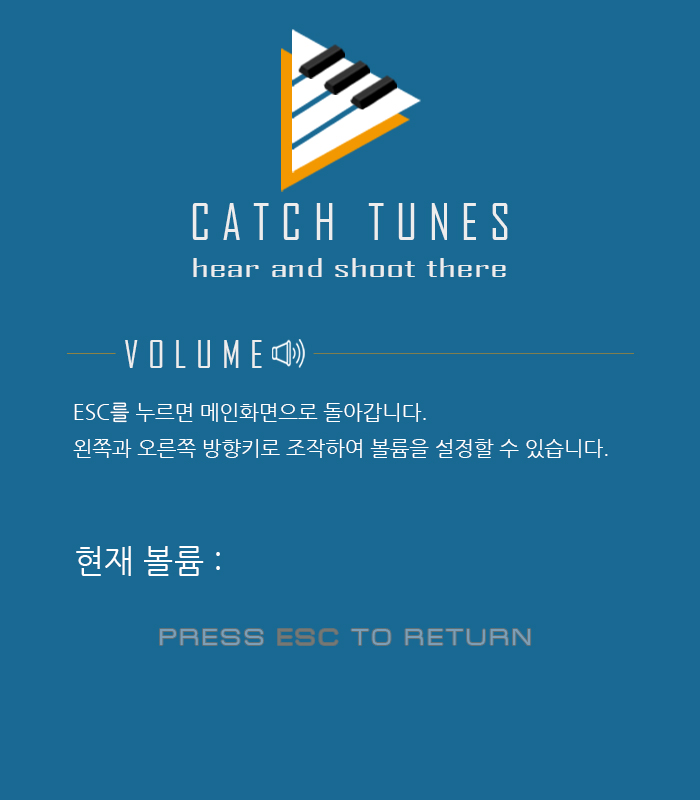 CATCH TUNES
hear and shoot there
VOLUME
ESC를 누르면 메인화면으로 돌아갑니다.
왼쪽과 오른쪽 방향키로 조작하여 볼륨을 설정할 수 있습니다.
현재 볼륨 :
PRESS ESC TO RETURN